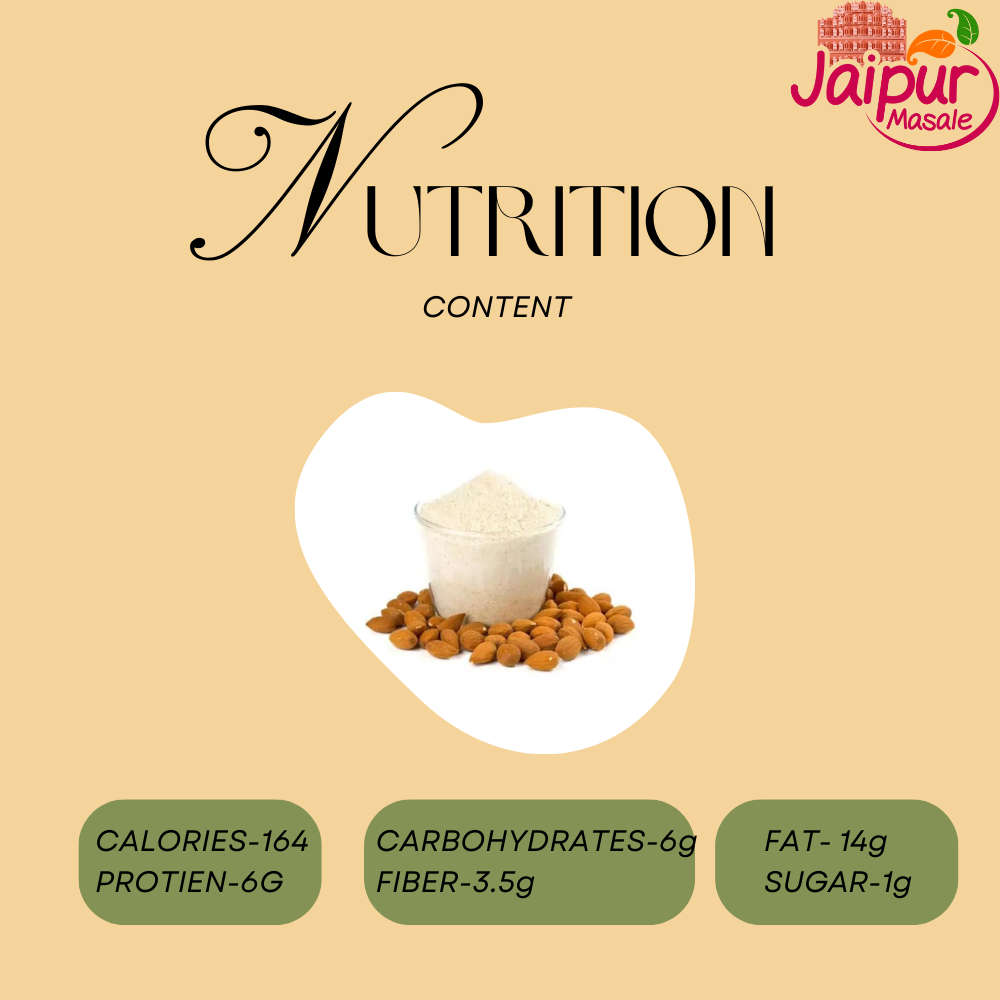 Jaipur
Masale
NUTRITION
CONTENT
CALORIES-164
PROTIEN-6G
CARBOHYDRATES-6g
FIBER-3.5g
FAT- 14g
SUGAR-1g